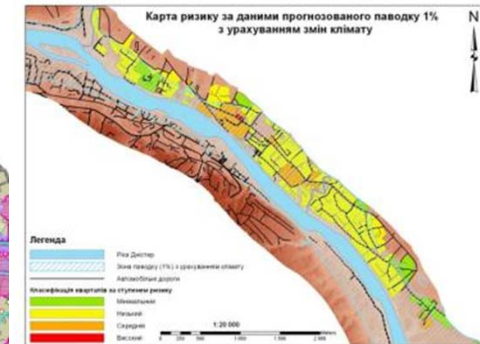 Карта ризику за даними прогнозованого паводку 1%
з урахуванням змін клімату
N
Легенда
Ріка Дністер
Зона паводку (1%) з урахуванням клімату
Автомобільні дороги
Класифікація кварталів за ступенем ризику
Мінімальний
Низький
Середній
Високий
1:20 000